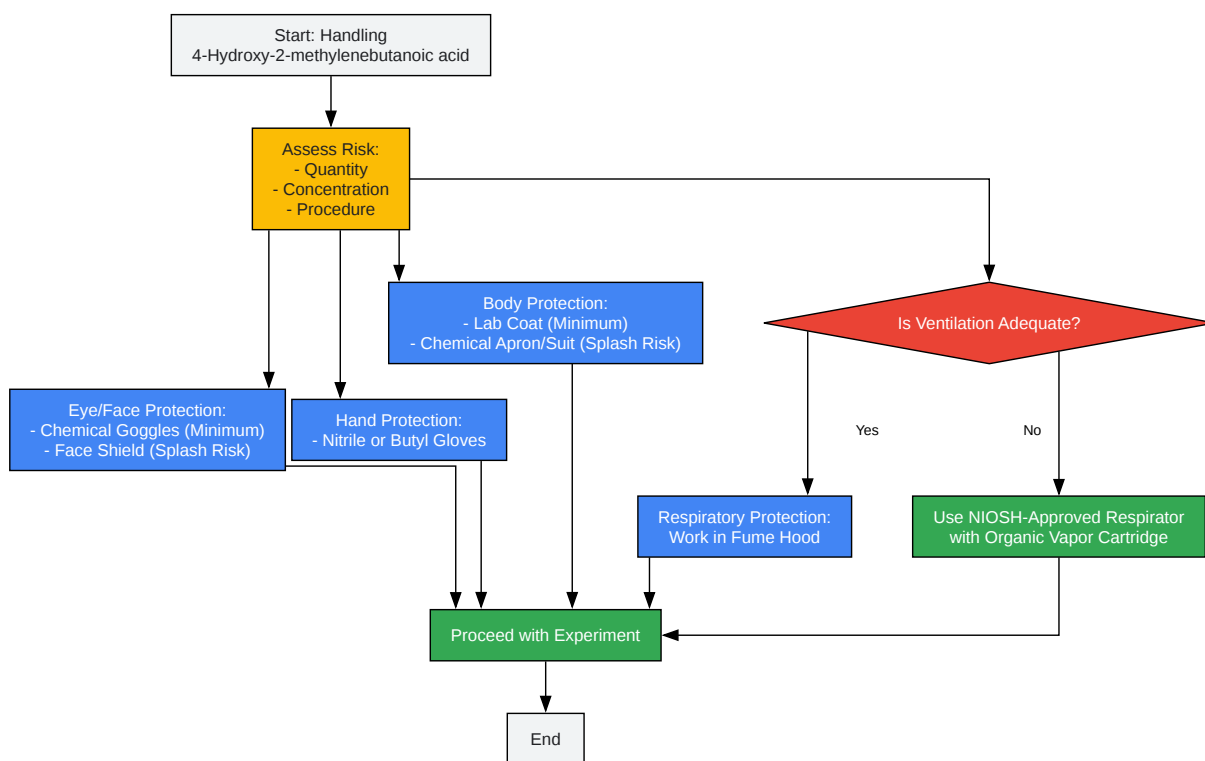 Start: Handling
4-Hydroxy-2-methylenebutanoic acid
Assess Risk:
- Quantity
- Concentration
- Procedure
Body Protection:
- Lab Coat (Minimum)
- Chemical Apron/Suit (Splash Risk)
Is Ventilation Adequate?
Eye/Face Protection:
- Chemical Goggles (Minimum)
- Face Shield (Splash Risk)
Hand Protection:
- Nitrile or Butyl Gloves
Yes
No
Respiratory Protection:
Work in Fume Hood
Use NIOSH-Approved Respirator
with Organic Vapor Cartridge
Proceed with Experiment
End